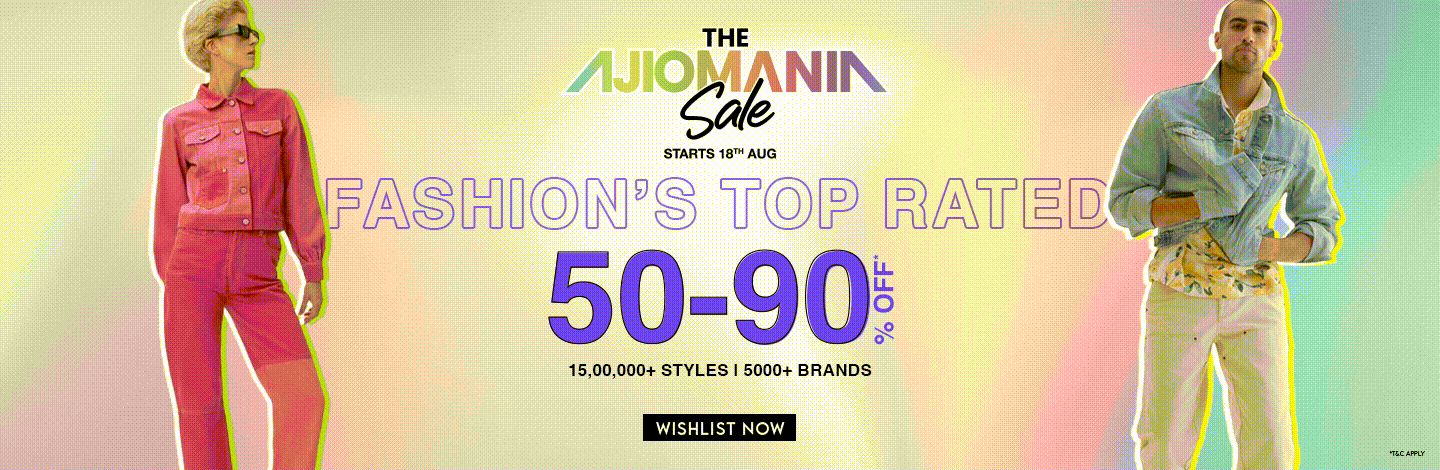 THE
AJIOMANIA
Sale
STARTS 18TH AUG
FASHION'S TOP RATED
50-90% OFF*
15,00,000+ STYLES | 5000+ BRANDS
WISHLIST NOW
*T&C APPLY